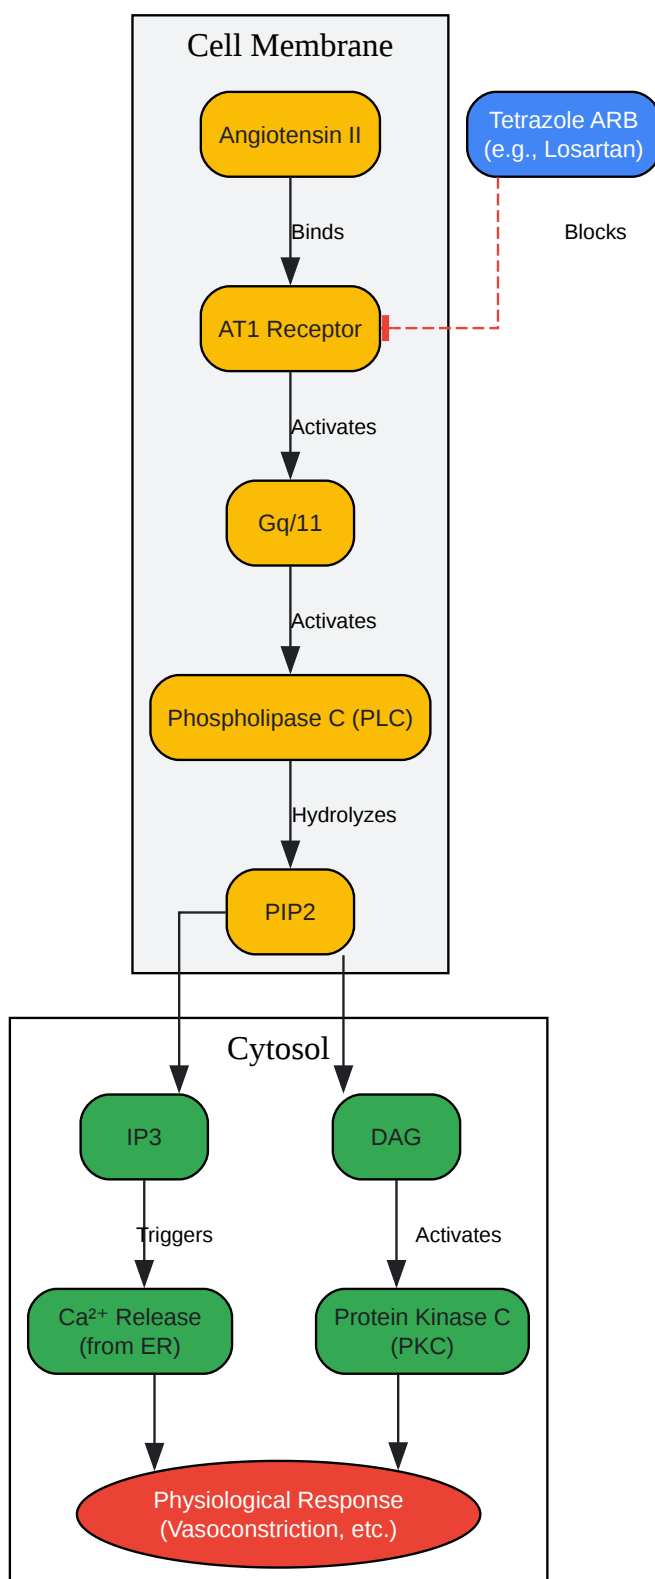 Cell Membrane
Angiotensin II
Tetrazole ARB
(e.g., Losartan)
Binds
Blocks
AT1 Receptor
Activates
Gq/11
Activates
Phospholipase C (PLC)
Hydrolyzes
PIP2
Cytosol
IP3
DAG
Triggers
Activates
Ca²⁺ Release
(from ER)
Protein Kinase C
(PKC)
Physiological Response
(Vasoconstriction, etc.)